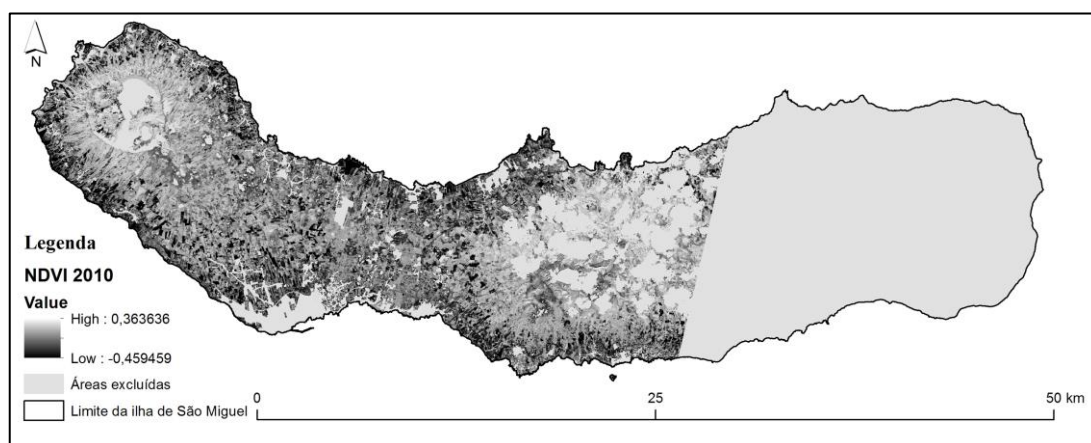 N
Legenda
NDVI 2010
Value
High : 0,363636
Low : -0,459459
Áreas excluídas
Limite da ilha de São Miguel
0 25 50 km